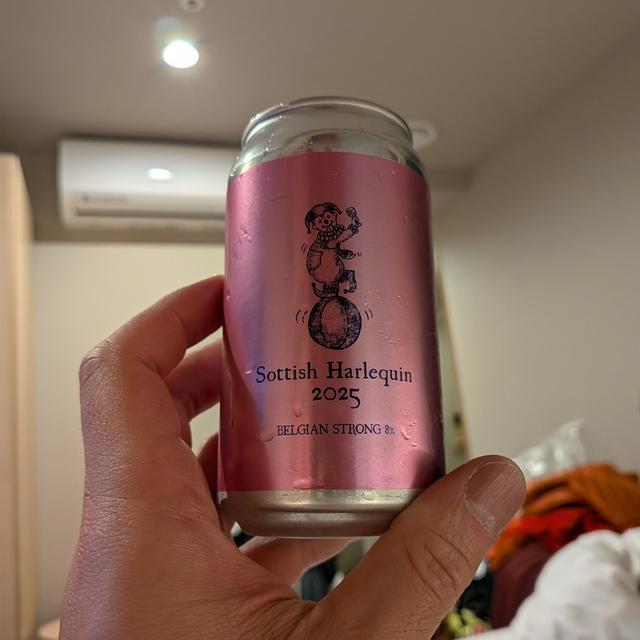 Sottish Harlequin
2025
BELGIAN STRONG 8%